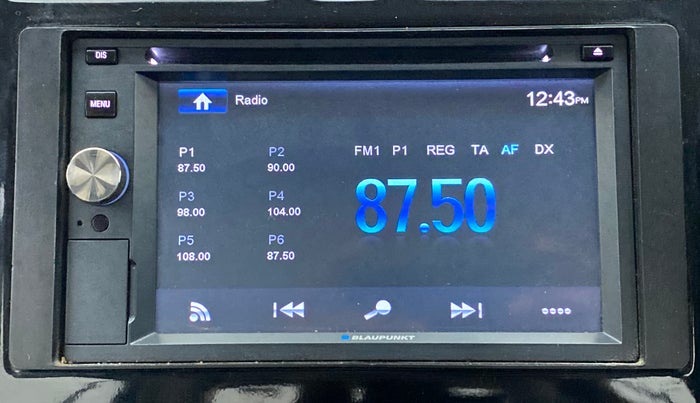 DIS
MENU
Radio
12:43PM
P1 P2
87.50 90.00
P3 P4
98.00 104.00
P5 P6
108.00 87.50
FM1 P1 REG TA AF DX
87.50
BLAUPUNKT